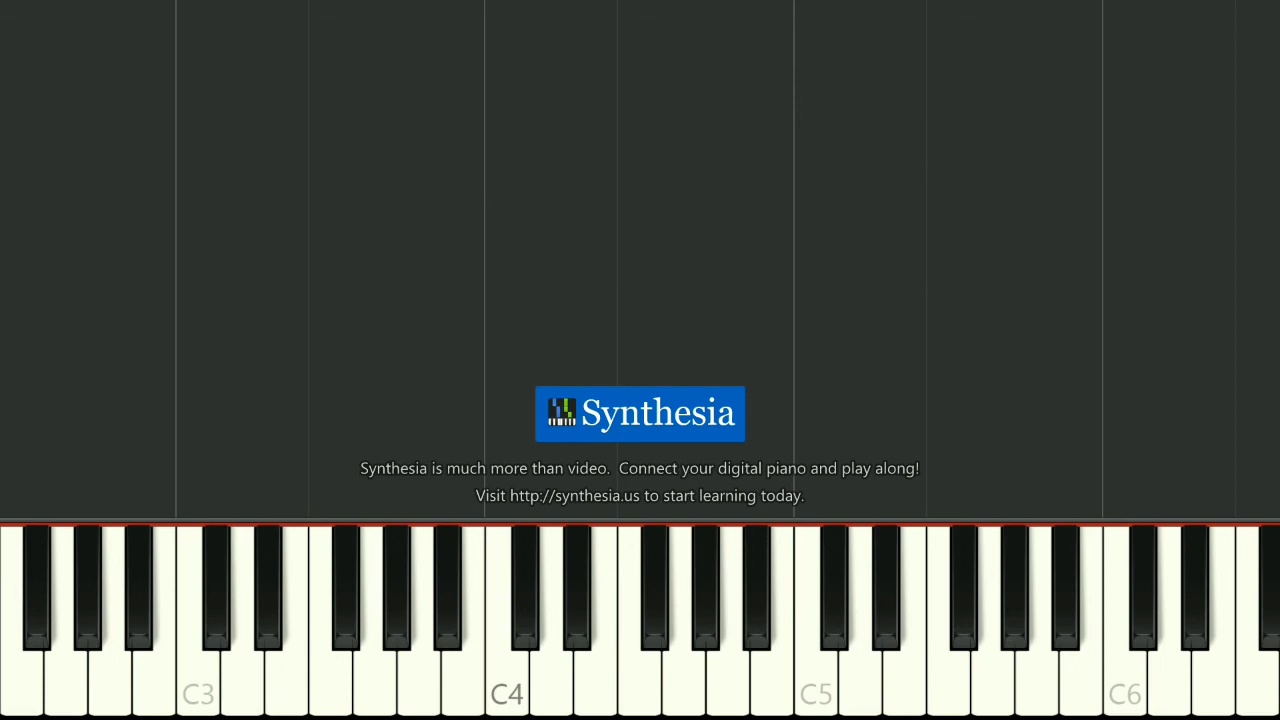 Synthesia
Synthesia is much more than video.  Connect your digital piano and play along!
Visit http://synthesia.us to start learning today.
C3 C4 C5 C6